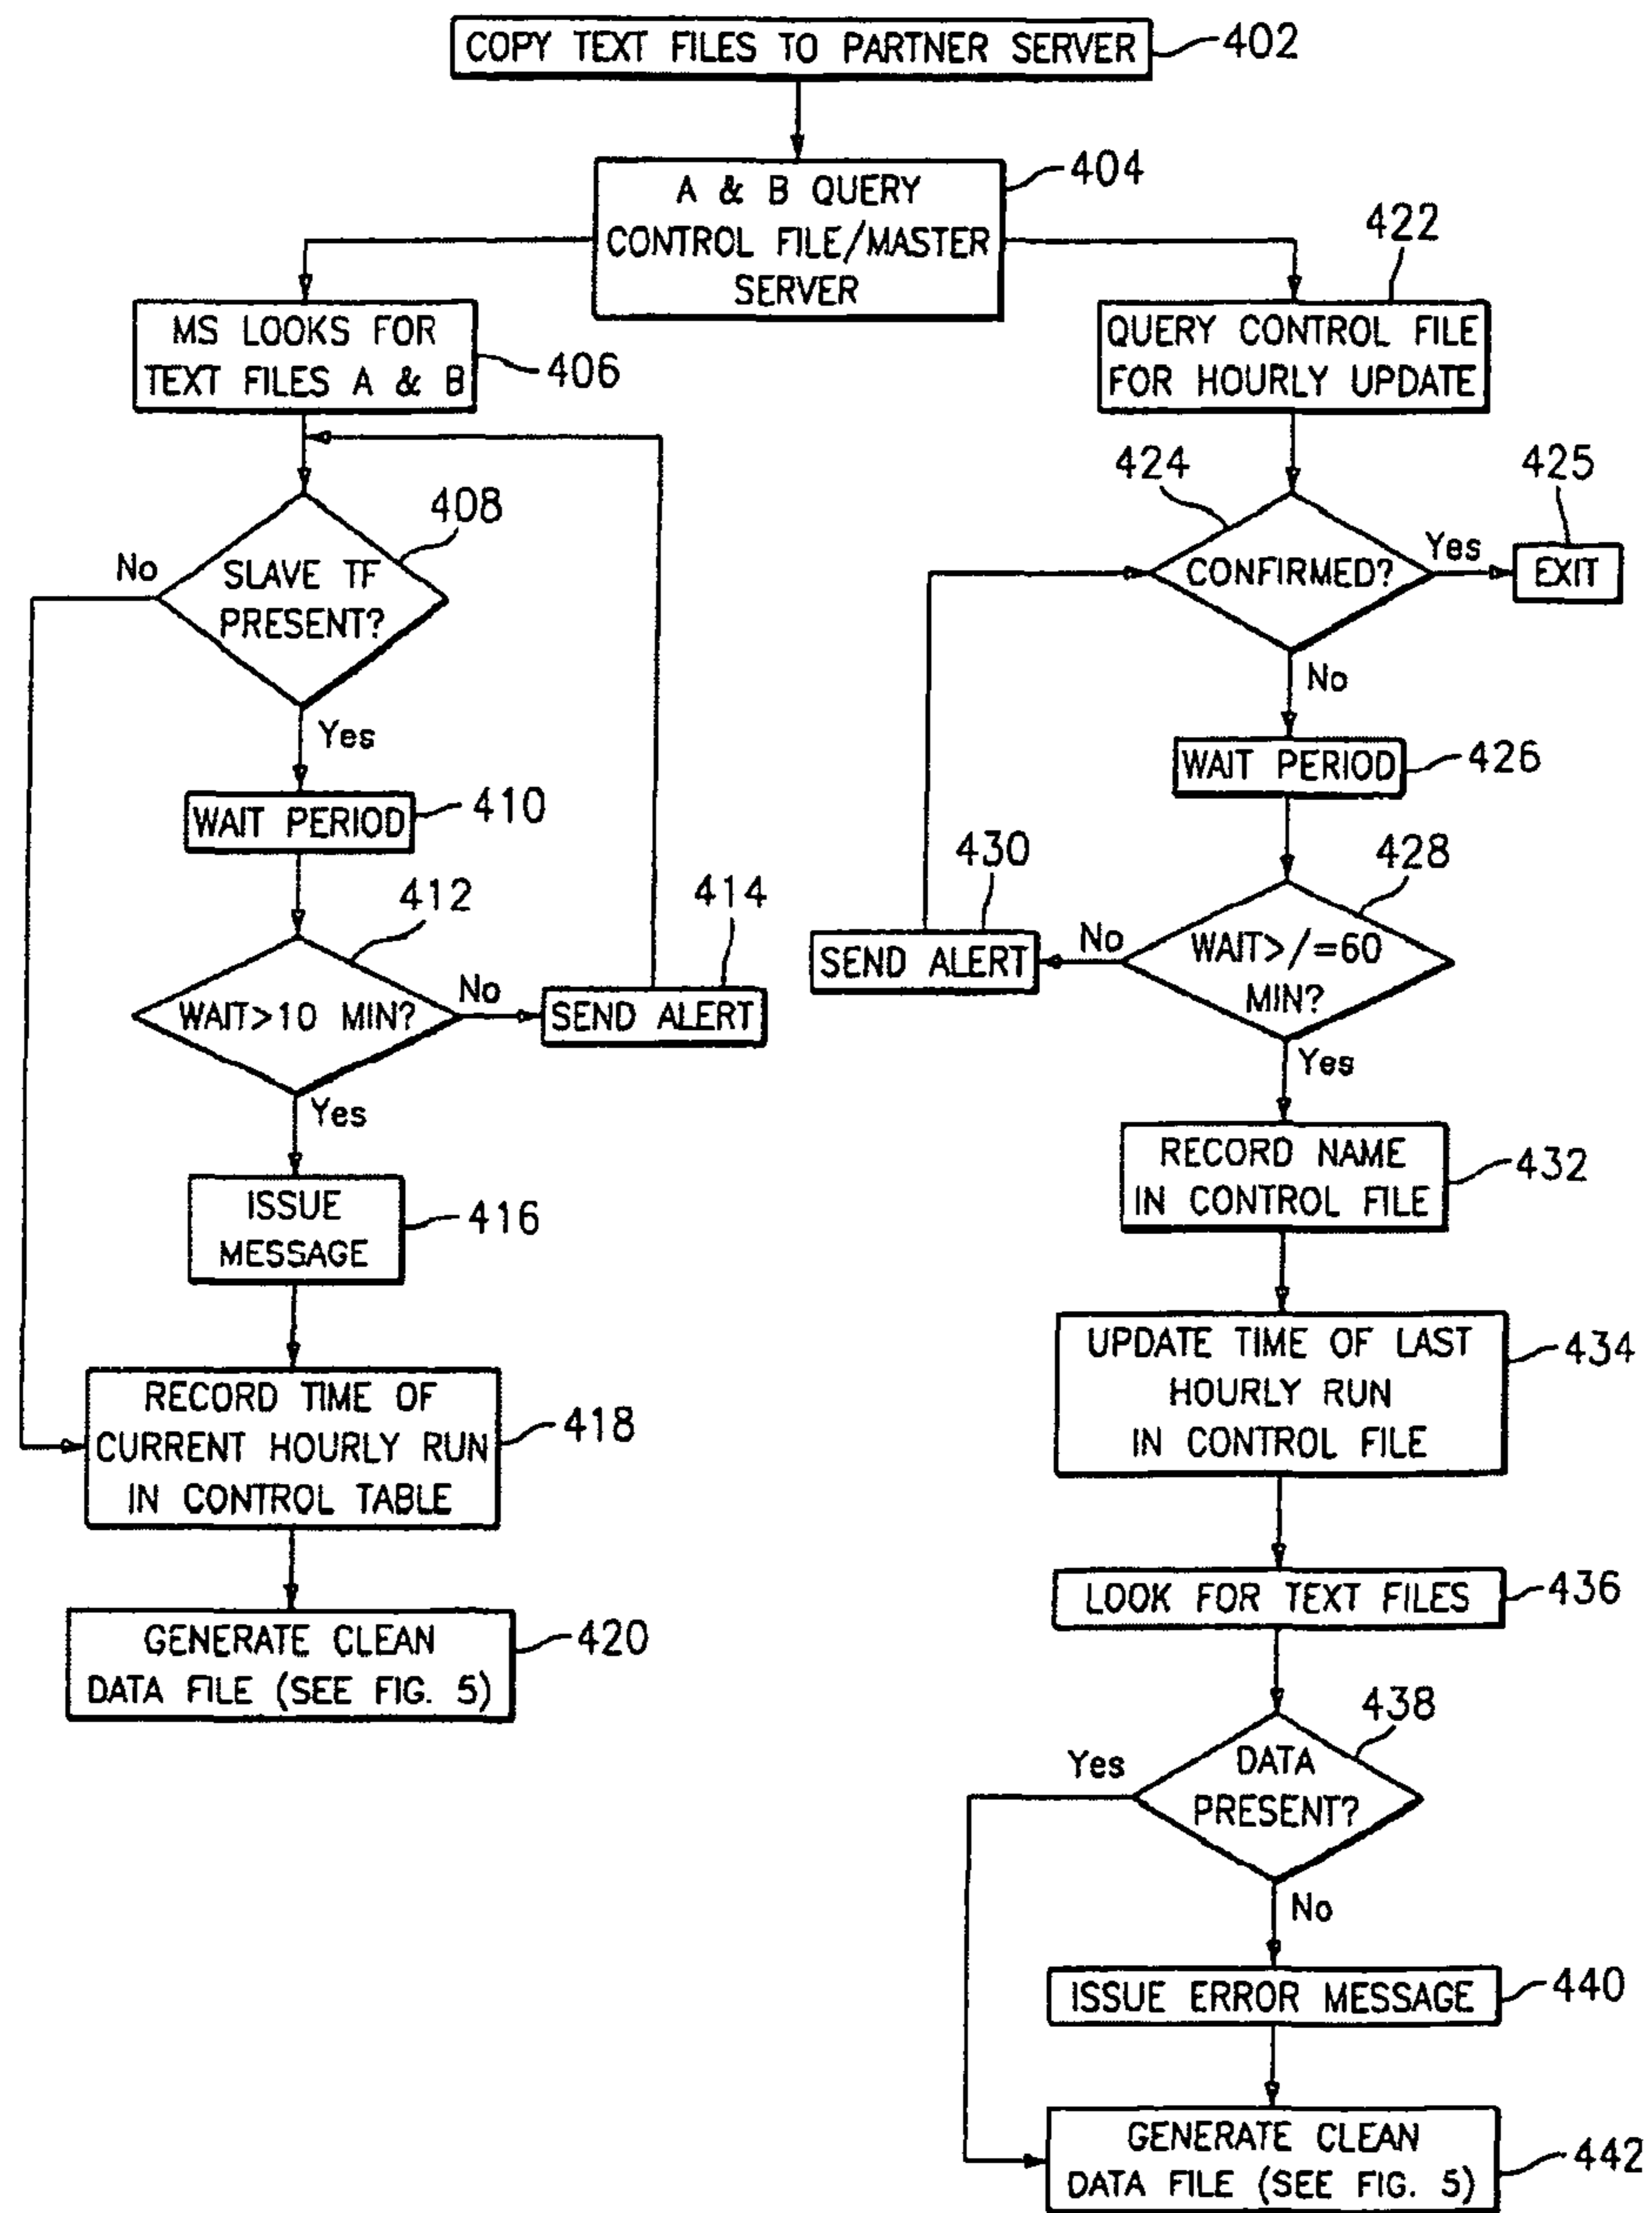 COPY TEXT FILES TO PARTNER SERVER
402
A & B QUERY
CONTROL FILE/MASTER
SERVER
404
MS LOOKS FOR
TEXT FILES A & B
406
SLAVE TF
PRESENT?
408
No
Yes
WAIT PERIOD
410
WAIT>10 MIN?
412
No
SEND ALERT
414
Yes
ISSUE
MESSAGE
416
RECORD TIME OF
CURRENT HOURLY RUN
IN CONTROL TABLE
418
GENERATE CLEAN
DATA FILE (SEE FIG. 5)
420
422
QUERY CONTROL FILE
FOR HOURLY UPDATE
424
CONFIRMED?
Yes
425
EXIT
No
WAIT PERIOD
426
428
WAIT>/=60
MIN?
No
430
SEND ALERT
Yes
RECORD NAME
IN CONTROL FILE
432
UPDATE TIME OF LAST
HOURLY RUN
IN CONTROL FILE
434
LOOK FOR TEXT FILES
436
438
DATA
PRESENT?
Yes
No
ISSUE ERROR MESSAGE
440
GENERATE CLEAN
DATA FILE (SEE FIG. 5)
442